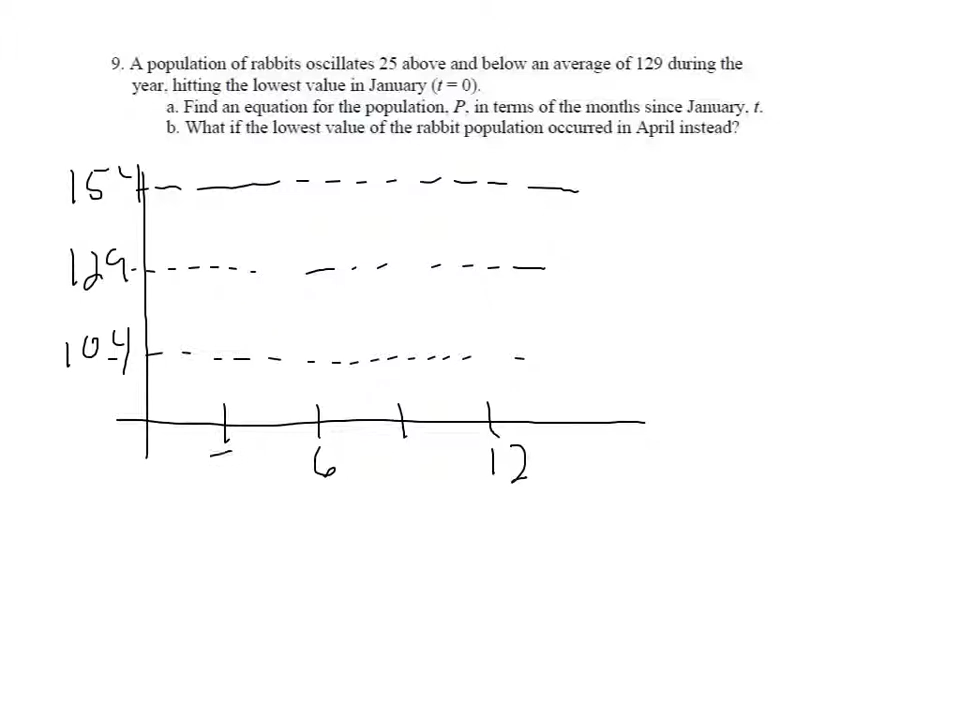 9. A population of rabbits oscillates 25 above and below an average of 129 during the
year, hitting the lowest value in January (t = 0).
a. Find an equation for the population, P, in terms of the months since January, t.
b. What if the lowest value of the rabbit population occurred in April instead?
154
129
104
6
12